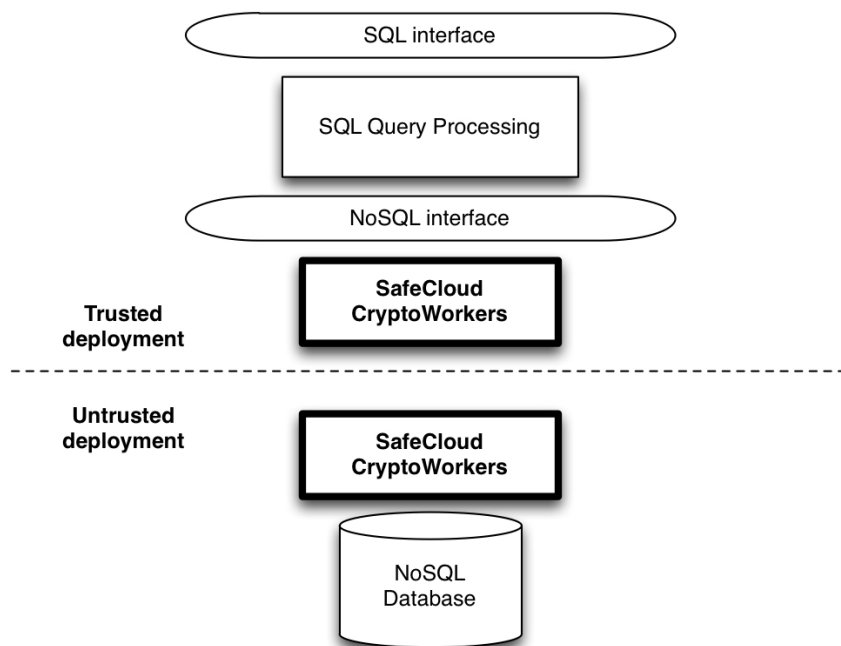 SQL interface
SQL Query Processing
NoSQL interface
SafeCloud
CryptoWorkers
Trusted
deployment
Untrusted
deployment
SafeCloud
CryptoWorkers
NoSQL
Database